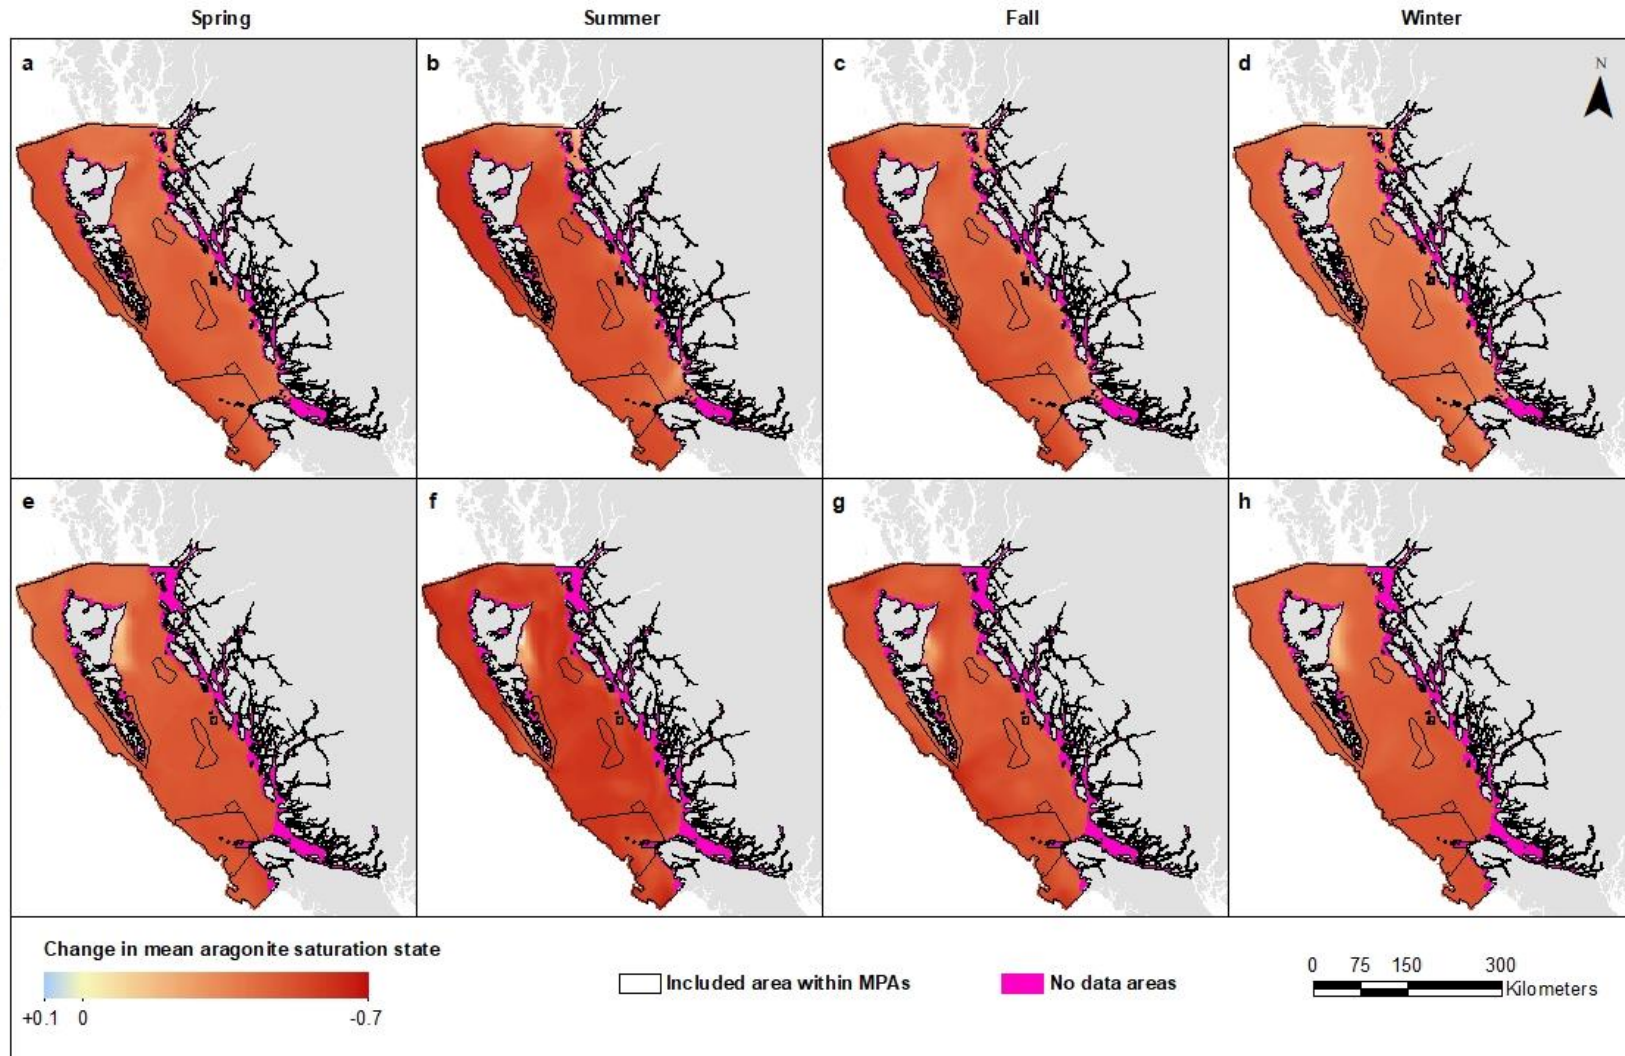 Spring Summer Fall Winter
a b c d
N
e f g h
Change in mean aragonite saturation state
+0.1 0 -0.7
Included area within MPAs
No data areas
0 75 150 300
Kilometers